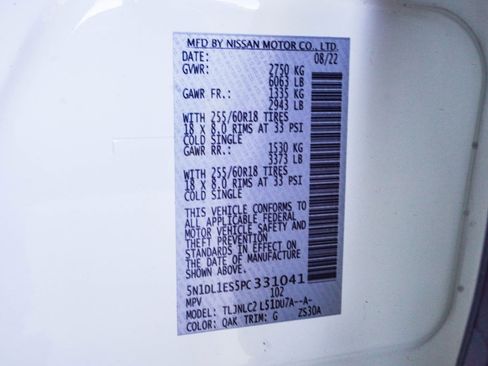 MFD BY NISSAN MOTOR CO., LTD.
DATE: 08/22
GVWR: 2750 KG
6063 LB
GAWR FR.: 1335 KG
2943 LB
WITH 255/60R18 TIRES
18 X 8.0 RIMS AT 33 PSI
COLD SINGLE
GAWR RR.: 1530 KG
3373 LB
WITH 255/60R18 TIRES
18 X 8.0 RIMS AT 33 PSI
COLD SINGLE
THIS VEHICLE CONFORMS TO
ALL APPLICABLE FEDERAL
MOTOR VEHICLE SAFETY AND
THEFT PREVENTION
STANDARDS IN EFFECT ON
DATE OF MANUFACTURE
SHOWN ABOVE.
5N1DL1ES5PC331041
MPV 102
MODEL: TLJNLC2 L51DU7A--A-
COLOR: QAK TRIM: G ZS30A